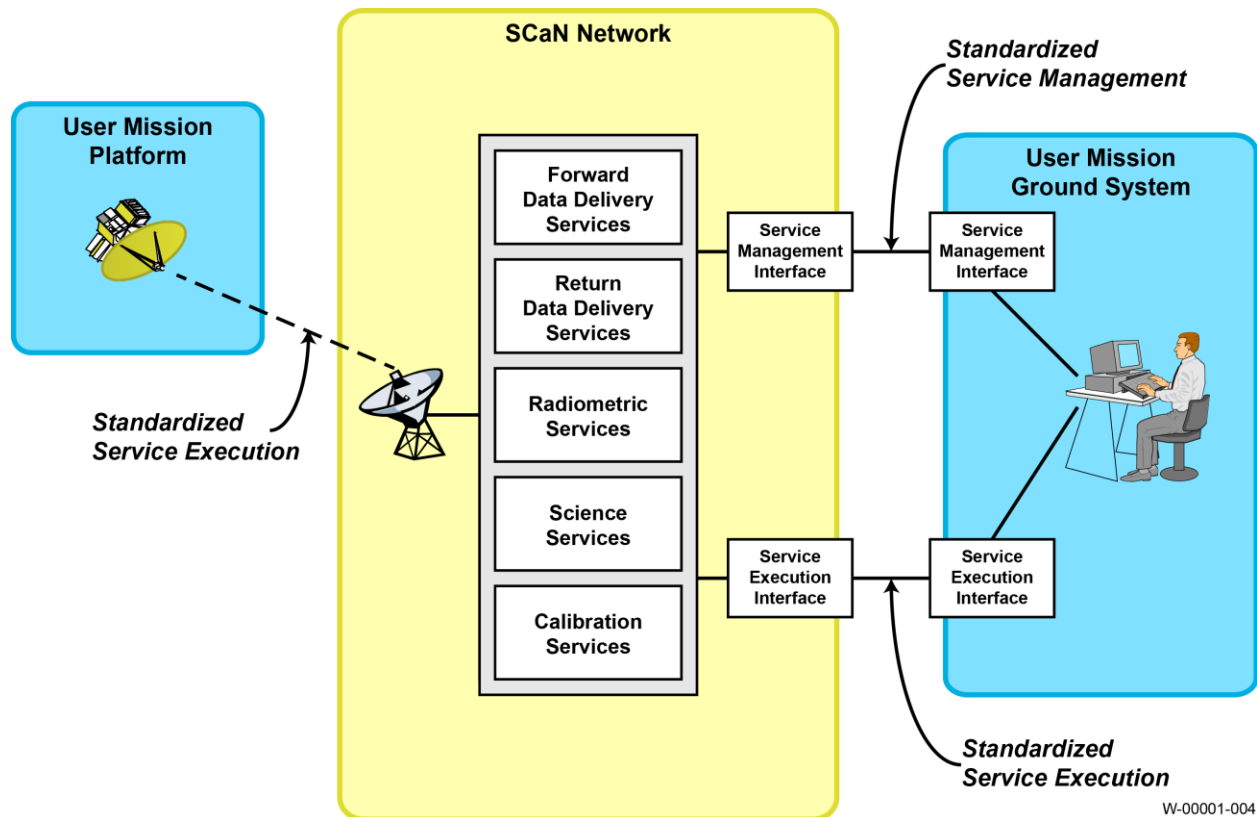 SCaN Network
Standardized
Service Management
User Mission
Platform
User Mission
Ground System
Forward
Data Delivery
Services
Service
Management
Interface
Service
Management
Interface
Return
Data Delivery
Services
Standardized
Service Execution
Radiometric
Services
Science
Services
Service
Execution
Interface
Service
Execution
Interface
Calibration
Services
Standardized
Service Execution
W-00001-004